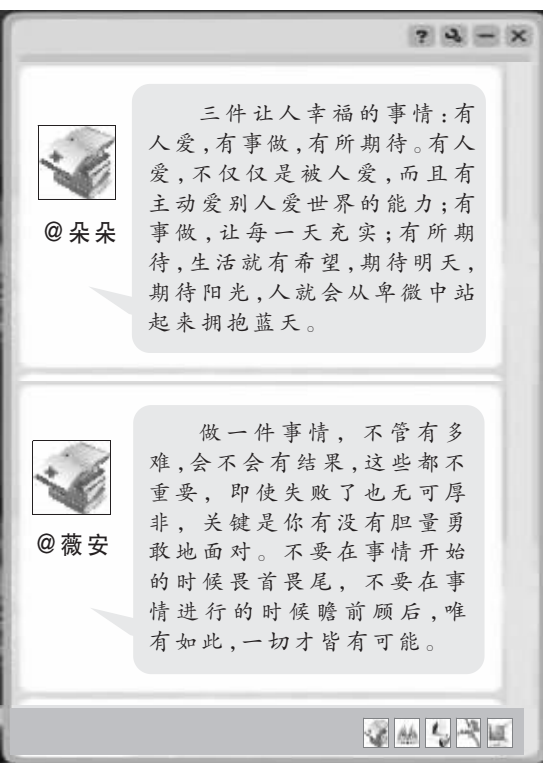 三件让人幸福的事情:有
人爱,有事做,有所期待。有人
爱,不仅仅是被人爱,而且有
主动爱别人爱世界的能力;有
事做,让每一天充实;有所期
待,生活就有希望,期待明天,
期待阳光,人就会从卑微中站
起来拥抱蓝天。
@朵朵
做一件事情，不管有多
难,会不会有结果,这些都不
重要，即使失败了也无可厚
非，关键是你有没有胆量勇
敢地面对。不要在事情开始
的时候畏首畏尾，不要在事
情进行的时候瞻前顾后,唯
有如此,一切才皆有可能。
@薇安